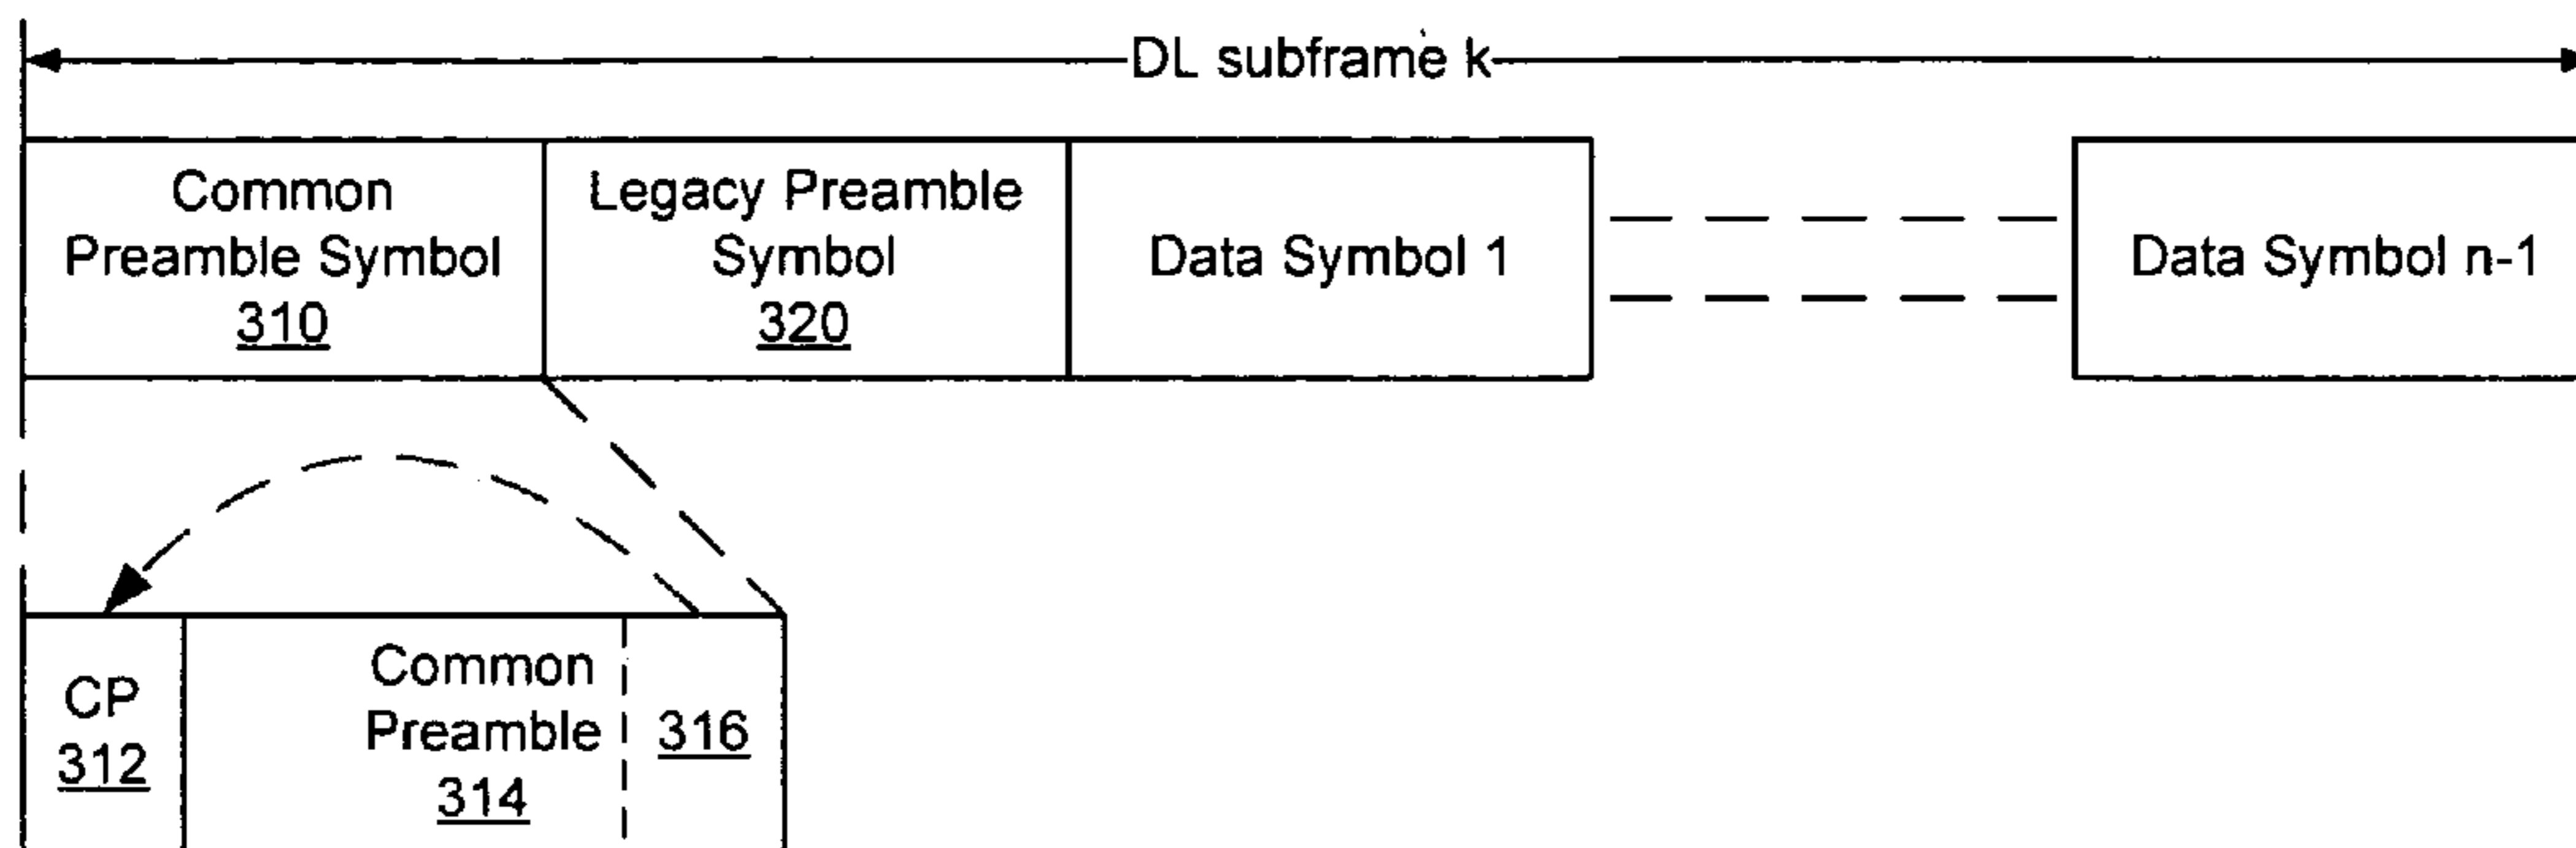 DL subframe k
Common
Preamble Symbol
310
Legacy Preamble
Symbol
320
Data Symbol 1
Data Symbol n-1
CP
312
Common
Preamble
314
316